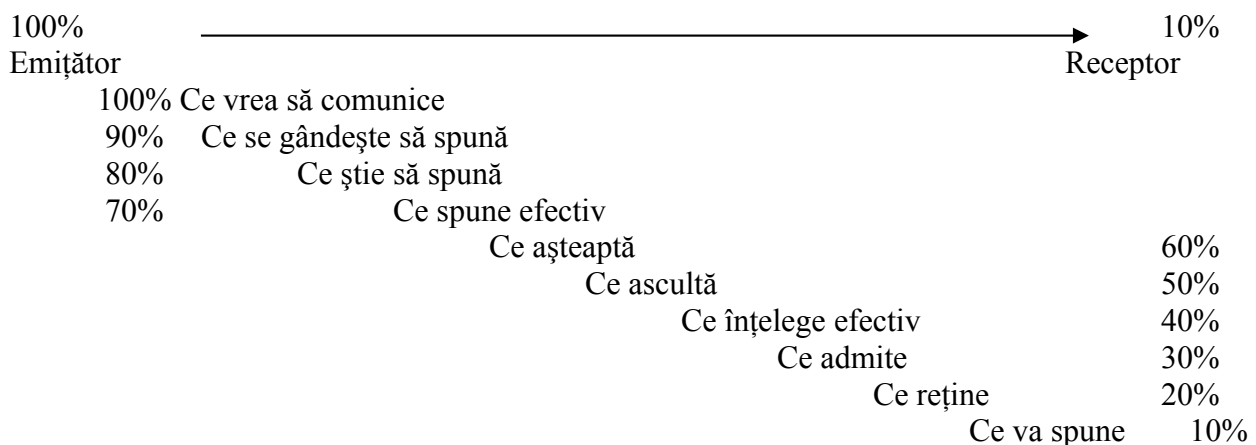 100% 10%
Emițător Receptor
100% Ce vrea să comunice
90% Ce se gândeşte să spună
80% Ce ştie să spună
70% Ce spune efectiv
Ce aşteaptă 60%
Ce ascultă 50%
Ce înțelege efectiv 40%
Ce admite 30%
Ce reține 20%
Ce va spune 10%